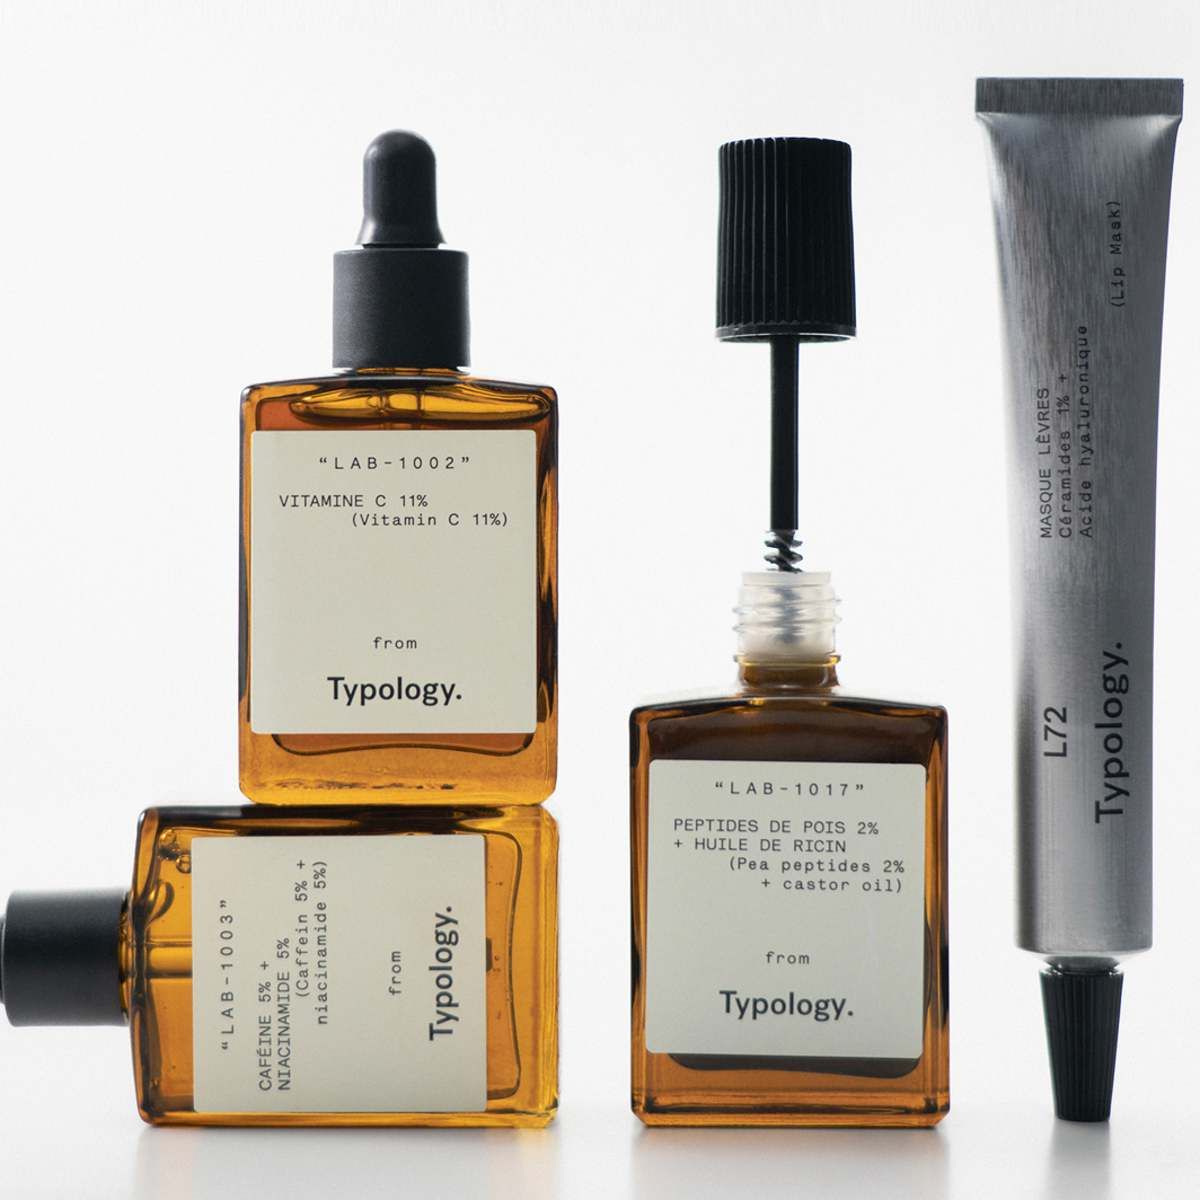 “LAB-1002”
VITAMINE C 11%
(Vitamin C 11%)
from
Typology.
“LAB-1003”
CAFÉINE 5% +
NIACINAMIDE 5%
(Caffein 5% +
niacinamide 5%)
from
Typology.
“LAB-1017”
PEPTIDES DE POIS 2%
+ HUILE DE RICIN
(Pea peptides 2%
+ castor oil)
from
Typology.
MASQUE LÈVRES
Céramides 1% +
Acide hyaluronique
(Lip Mask)
L72
Typology.